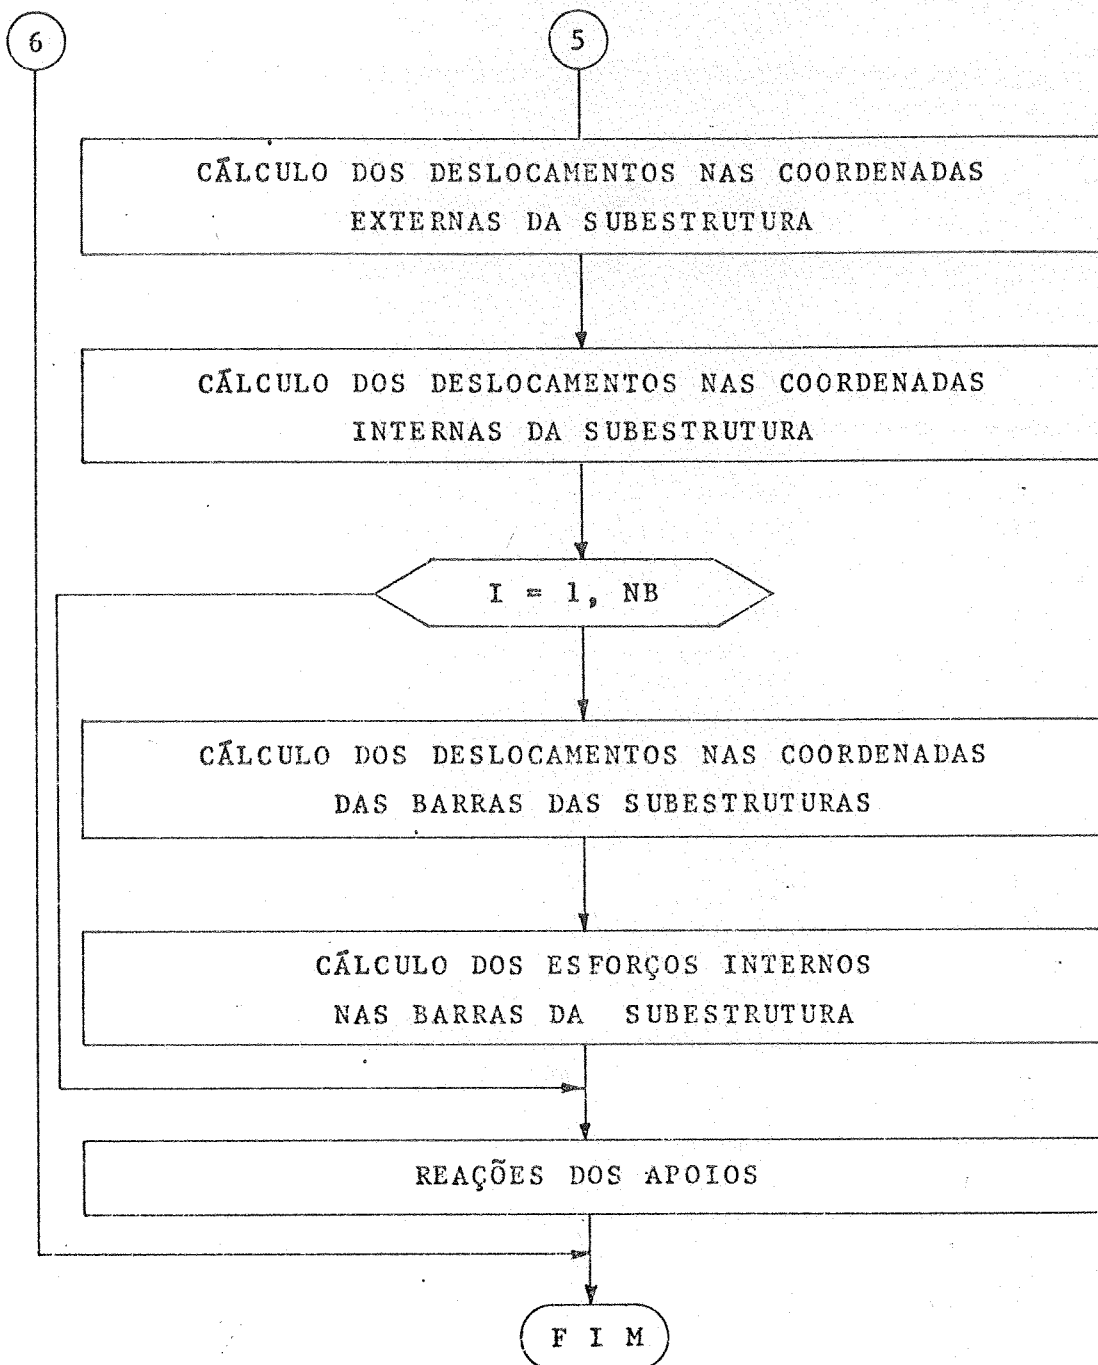 6
5
CÁLCULO DOS DESLOCAMENTOS NAS COORDENADAS
EXTERNAS DA SUBESTRUTURA
CÁLCULO DOS DESLOCAMENTOS NAS COORDENADAS
INTERNAS DA SUBESTRUTURA
I = 1, NB
CÁLCULO DOS DESLOCAMENTOS NAS COORDENADAS
DAS BARRAS DAS SUBESTRUTURAS
CÁLCULO DOS ESFORÇOS INTERNOS
NAS BARRAS DA SUBESTRUTURA
REAÇÕES DOS APOIOS
F I M